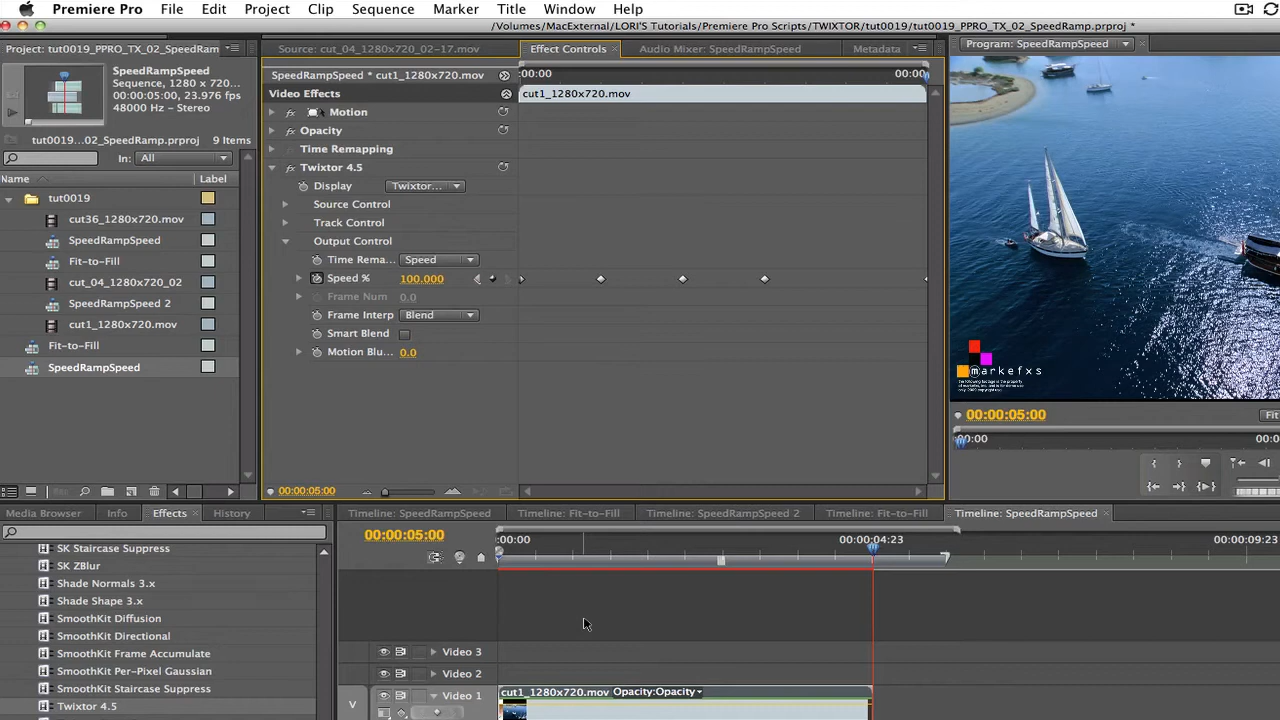 Premiere Pro File Edit Project Clip Sequence Marker Title Window Help
/Volumes/MacExternal/LORI'S Tutorials/Premiere Pro Scripts/TWIXTOR/tut0019/tut0019_PPRO_TX_02_SpeedRamp.prproj *
Project: tut0019_PPRO_TX_02_SpeedRam
SpeedRampSpeed
Sequence, 1280 x 720...
00:00:05:00, 23.976 fps
48000 Hz - Stereo
tut0019...02_SpeedRamp.prproj 9 Items
In: All
Name Label
tut0019
cut36_1280x720.mov
SpeedRampSpeed
Fit-to-Fill
cut_04_1280x720_02
SpeedRampSpeed 2
cut1_1280x720.mov
Fit-to-Fill
SpeedRampSpeed
Source: cut_04_1280x720_02-17.mov Effect Controls Audio Mixer: SpeedRampSpeed Metadata
SpeedRampSpeed * cut1_1280x720.mov
:00:00 00:00
Video Effects
cut1_1280x720.mov
fx Motion
fx Opacity
Time Remapping
fx Twixtor 4.5
Display Twixtor...
Source Control
Track Control
Output Control
Time Rema... Speed
Speed % 100.000
Frame Num 0.0
Frame Interp Blend
Smart Blend
Motion Blu... 0.0
00:00:05:00
Program: SpeedRampSpeed
markefxs
00:00:05:00 Fit
00:00 00:0
Media Browser Info Effects History
SK Staircase Suppress
SK ZBlur
Shade Normals 3.x
Shade Shape 3.x
SmoothKit Diffusion
SmoothKit Directional
SmoothKit Frame Accumulate
SmoothKit Per-Pixel Gaussian
SmoothKit Staircase Suppress
Twixtor 4.5
Timeline: SpeedRampSpeed Timeline: Fit-to-Fill Timeline: SpeedRampSpeed 2 Timeline: Fit-to-Fill Timeline: SpeedRampSpeed
00:00:05:00
:00:00 00:00:04:23 00:00:09:23
Video 3
Video 2
V Video 1
cut1_1280x720.mov Opacity:Opacity